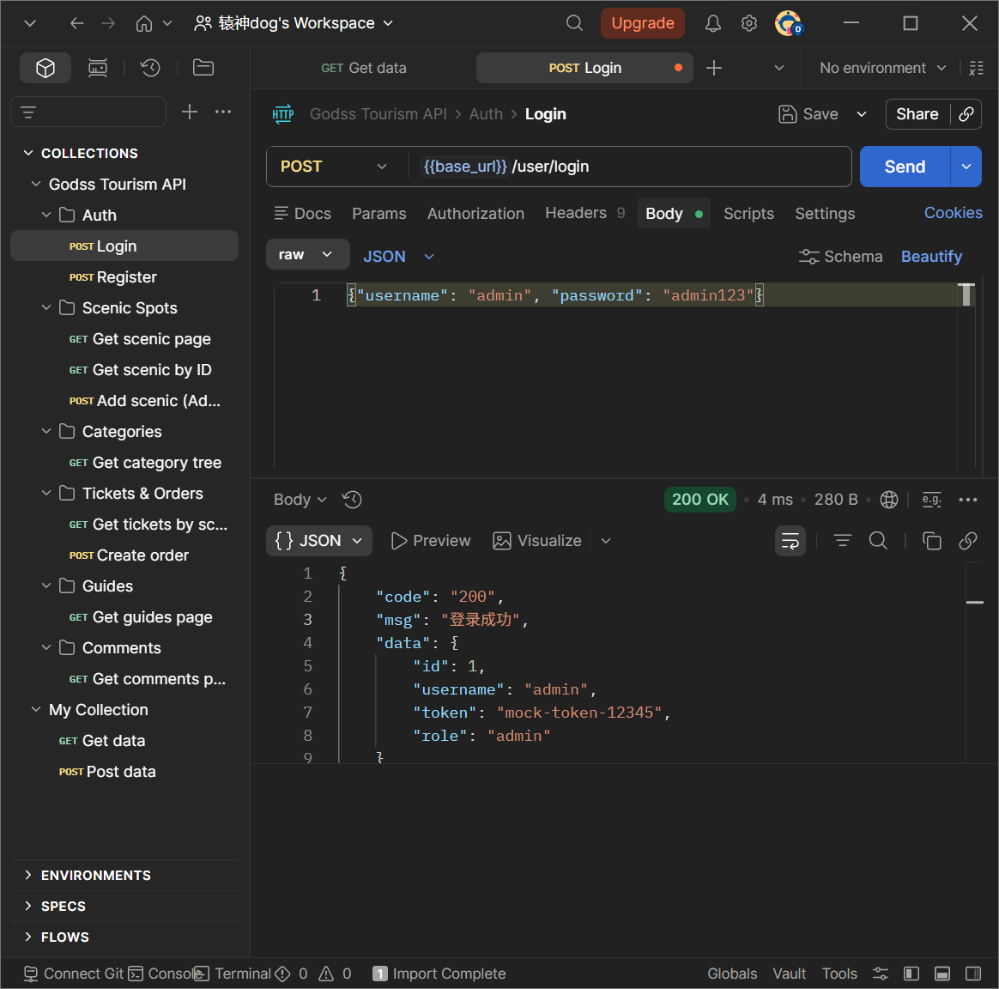 辕神dog's Workspace
Upgrade
D
GET Get data
POST Login
No environment
COLLECTIONS
Godss Tourism API
Auth
POST Login
POST Register
Scenic Spots
GET Get scenic page
GET Get scenic by ID
POST Add scenic (Ad...
Categories
GET Get category tree
Tickets & Orders
GET Get tickets by sc...
POST Create order
Guides
GET Get guides page
Comments
GET Get comments p...
My Collection
GET Get data
POST Post data
ENVIRONMENTS
SPECS
FLOWS
HTTP Godss Tourism API > Auth > Login
Save
Share
POST
{{base_url}} /user/login
Send
Docs Params Authorization Headers 9 Body Scripts Settings
Cookies
raw
JSON
Schema
Beautify
1 {"username": "admin", "password": "admin123"}
Body
200 OK • 4 ms • 280 B
e.g.
{} JSON
Preview
Visualize
1 {
2 "code": "200",
3 "msg": "登录成功",
4 "data": {
5 "id": 1,
6 "username": "admin",
7 "token": "mock-token-12345",
8 "role": "admin"
9 }
Connect Git
Console
Terminal
0
0
1 Import Complete
Globals
Vault
Tools